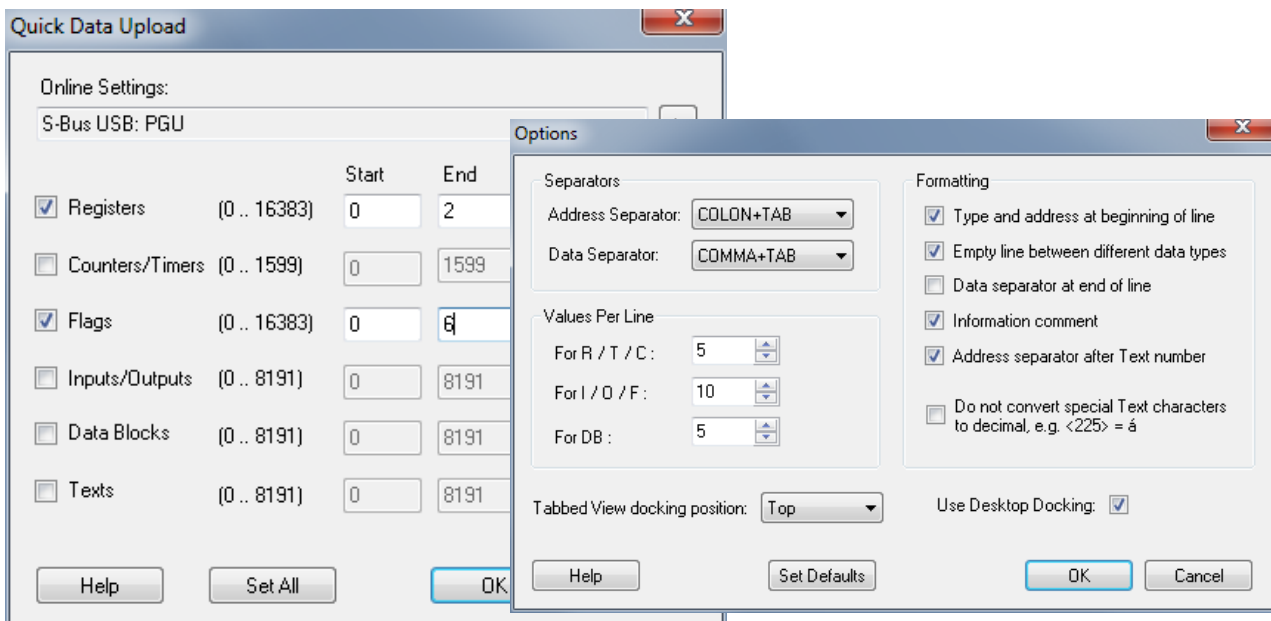 Quick Data Upload
Online Settings:
S-Bus USB: PGU
Start End
Registers (0 .. 16383) 0 2
Counters/Timers (0 .. 1599) 0 1599
Flags (0 .. 16383) 0 6
Inputs/Outputs (0 .. 8191) 0 8191
Data Blocks (0 .. 8191) 0 8191
Texts (0 .. 8191) 0 8191
Help Set All OK
Options
Separators
Address Separator: COLON+TAB
Data Separator: COMMA+TAB
Values Per Line
For R / T / C : 5
For I / O / F : 10
For DB : 5
Formatting
Type and address at beginning of line
Empty line between different data types
Data separator at end of line
Information comment
Address separator after Text number
Do not convert special Text characters
to decimal, e.g. <225> = á
Tabbed View docking position: Top
Use Desktop Docking:
Help Set Defaults OK Cancel